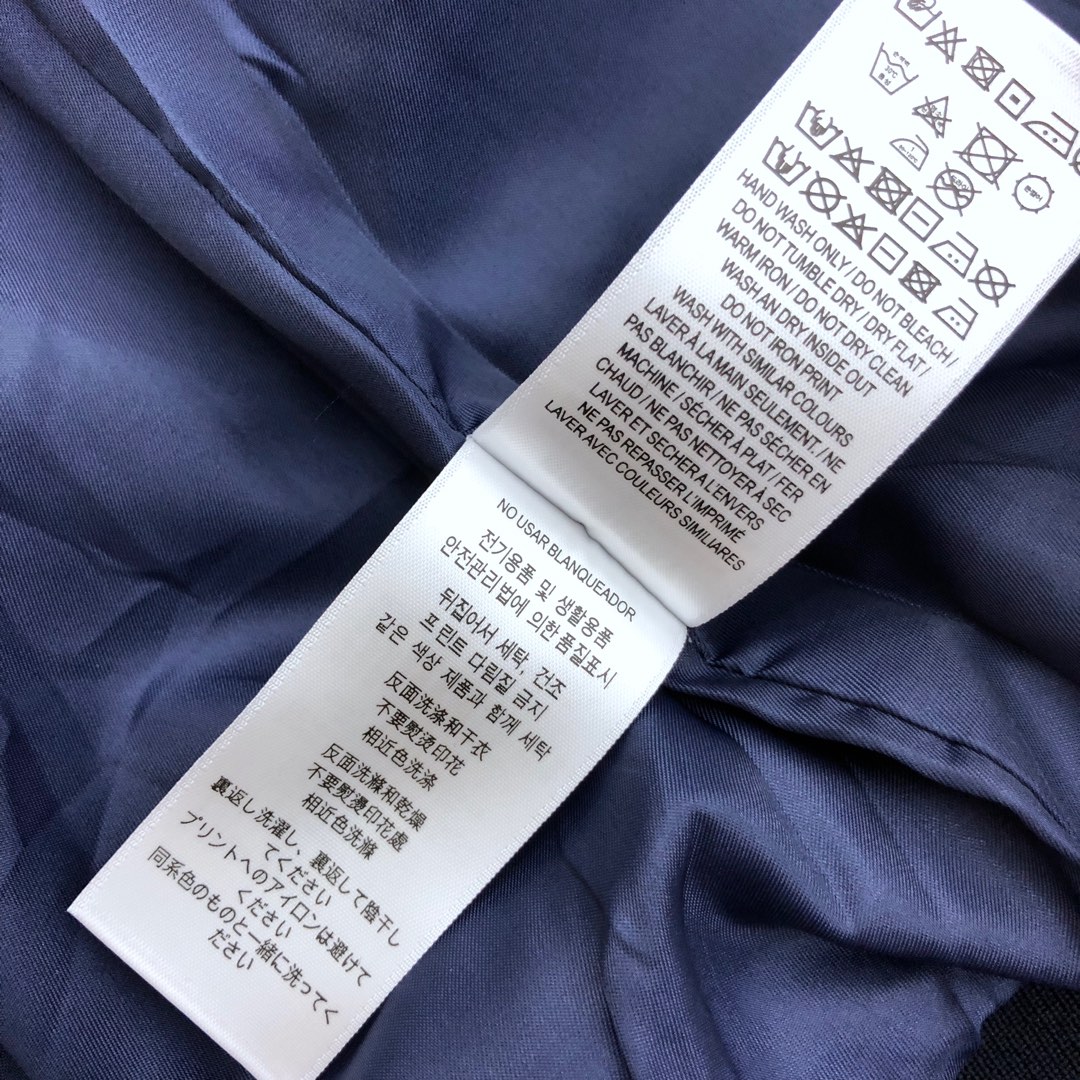 HAND WASH ONLY / DO NOT BLEACH /
DO NOT TUMBLE DRY / DRY FLAT /
WARM IRON / DO NOT DRY CLEAN
WASH AN DRY INSIDE OUT
DO NOT IRON PRINT
WASH WITH SIMILAR COLOURS
LAVER À LA MAIN SEULEMENT. / NE
PAS BLANCHIR / NE PAS SÉCHER EN
MACHINE / SÉCHER À PLAT / FER
CHAUD / NE PAS NETTOYER À SEC
LAVER ET SECHER A L'ENVERS
NE PAS REPASSER L'IMPRIMÉ
LAVER AVEC COULEURS SIMILIARES
NO USAR BLANQUEADOR
전기용품 및 생활용품
안전관리법에 의한 품질표시
뒤집어서 세탁, 건조
프린트 다림질 금지
같은 색상 제품과 함께 세탁
反面洗涤和干衣
不要熨烫印花
相近色洗涤
反面洗滌和乾燥
不要熨燙印花處
相近色洗滌
裏返し洗濯し、裏返して陰干し
てください
プリントへのアイロンは避けて
ください
同系色のものと一緒に洗ってく
ださい